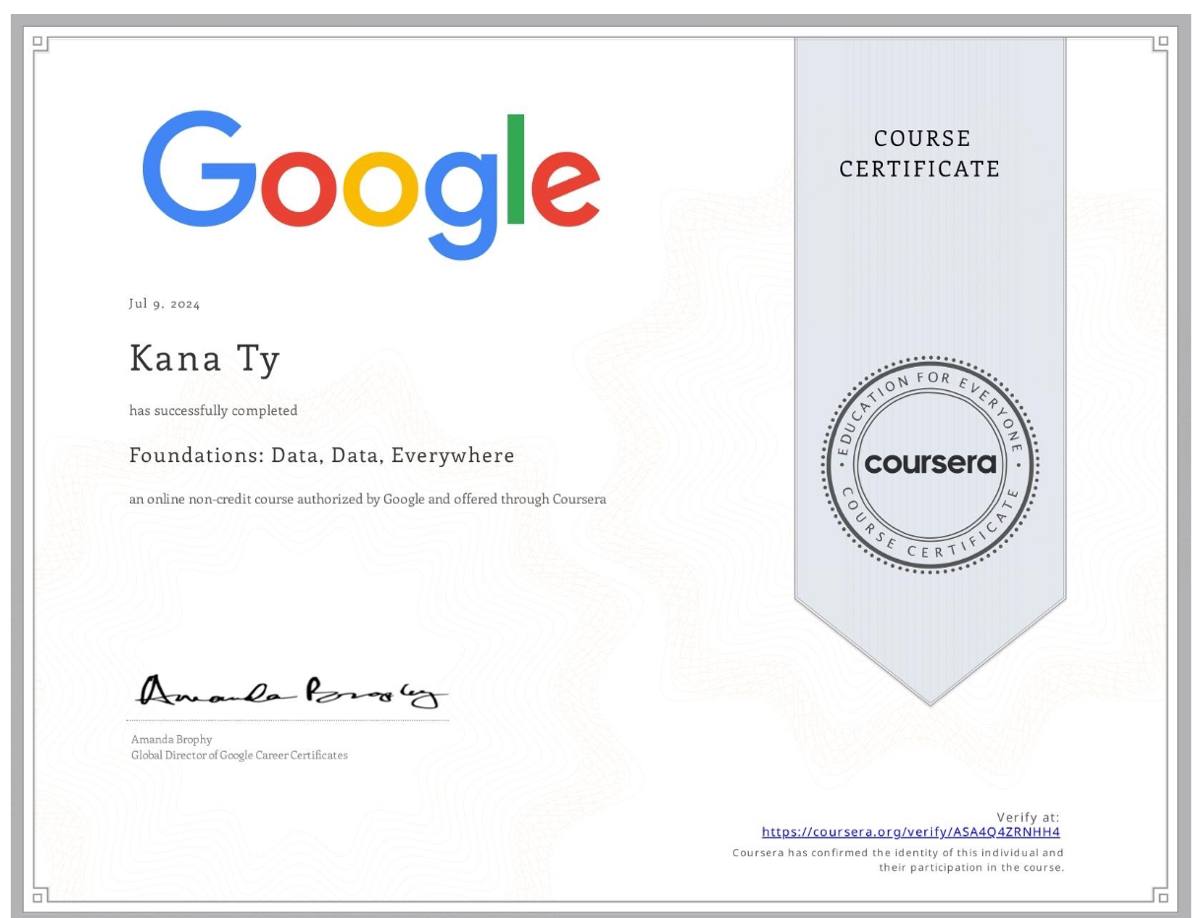 Google
COURSE
CERTIFICATE
Jul 9, 2024
Kana Ty
has successfully completed
Foundations: Data, Data, Everywhere
an online non-credit course authorized by Google and offered through Coursera
EDUCATION FOR EVERYONE
coursera
COURSE CERTIFICATE
Amanda Brophy
Amanda Brophy
Global Director of Google Career Certificates
Verify at:
https://coursera.org/verify/ASA4Q4ZRNHH4
Coursera has confirmed the identity of this individual and
their participation in the course.